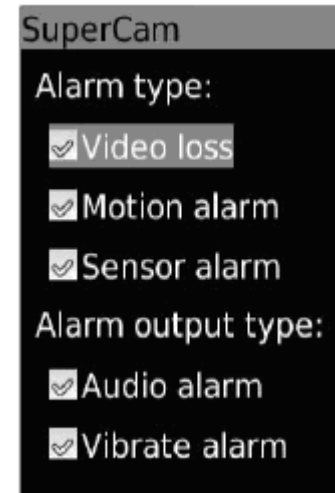 SuperCam
Alarm type:
Video loss
Motion alarm
Sensor alarm
Alarm output type:
Audio alarm
Vibrate alarm